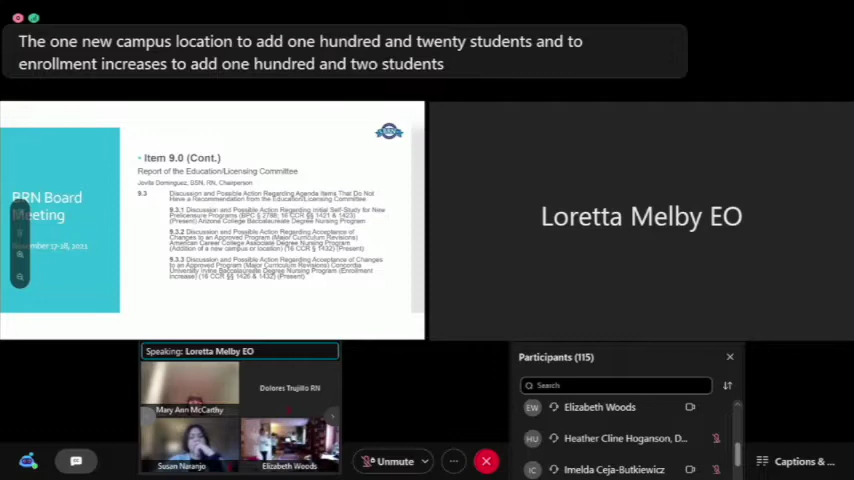 The one new campus location to add one hundred and twenty students and to
enrollment increases to add one hundred and two students
BRN Board
Meeting
November 17-18, 2021
• Item 9.0 (Cont.)
Report of the Education/Licensing Committee
Jovita Dominguez, BSN, RN, Chairperson
9.3 Discussion and Possible Action Regarding Agenda Items That Do Not
Have a Recommendation from the Education/Licensing Committee
9.3.1 Discussion and Possible Action Regarding Initial Self-Study for New
Prelicensure Programs (BPC § 2788; 16 CCR §§ 1421 & 1423)
(Present) Arizona College Baccalaureate Degree Nursing Program
9.3.2 Discussion and Possible Action Regarding Acceptance of
Changes to an Approved Program (Major Curriculum Revisions)
American Career College Associate Degree Nursing Program
(Addition of a new campus or location) (16 CCR § 1432) (Present)
9.3.3 Discussion and Possible Action Regarding Acceptance of Changes
to an Approved Program (Major Curriculum Revisions) Concordia
University Irvine Baccalaureate Degree Nursing Program (Enrollment
Increase) (16 CCR §§ 1426 & 1432) (Present)
BRN
Loretta Melby EO
Speaking: Loretta Melby EO
Mary Ann McCarthy
Dolores Trujillo RN
Susan Naranjo
Elizabeth Woods
Participants (115)
Search
EW Elizabeth Woods
HU Heather Cline Hoganson, D...
IC Imelda Ceja-Butkiewicz
Unmute
Captions & ...